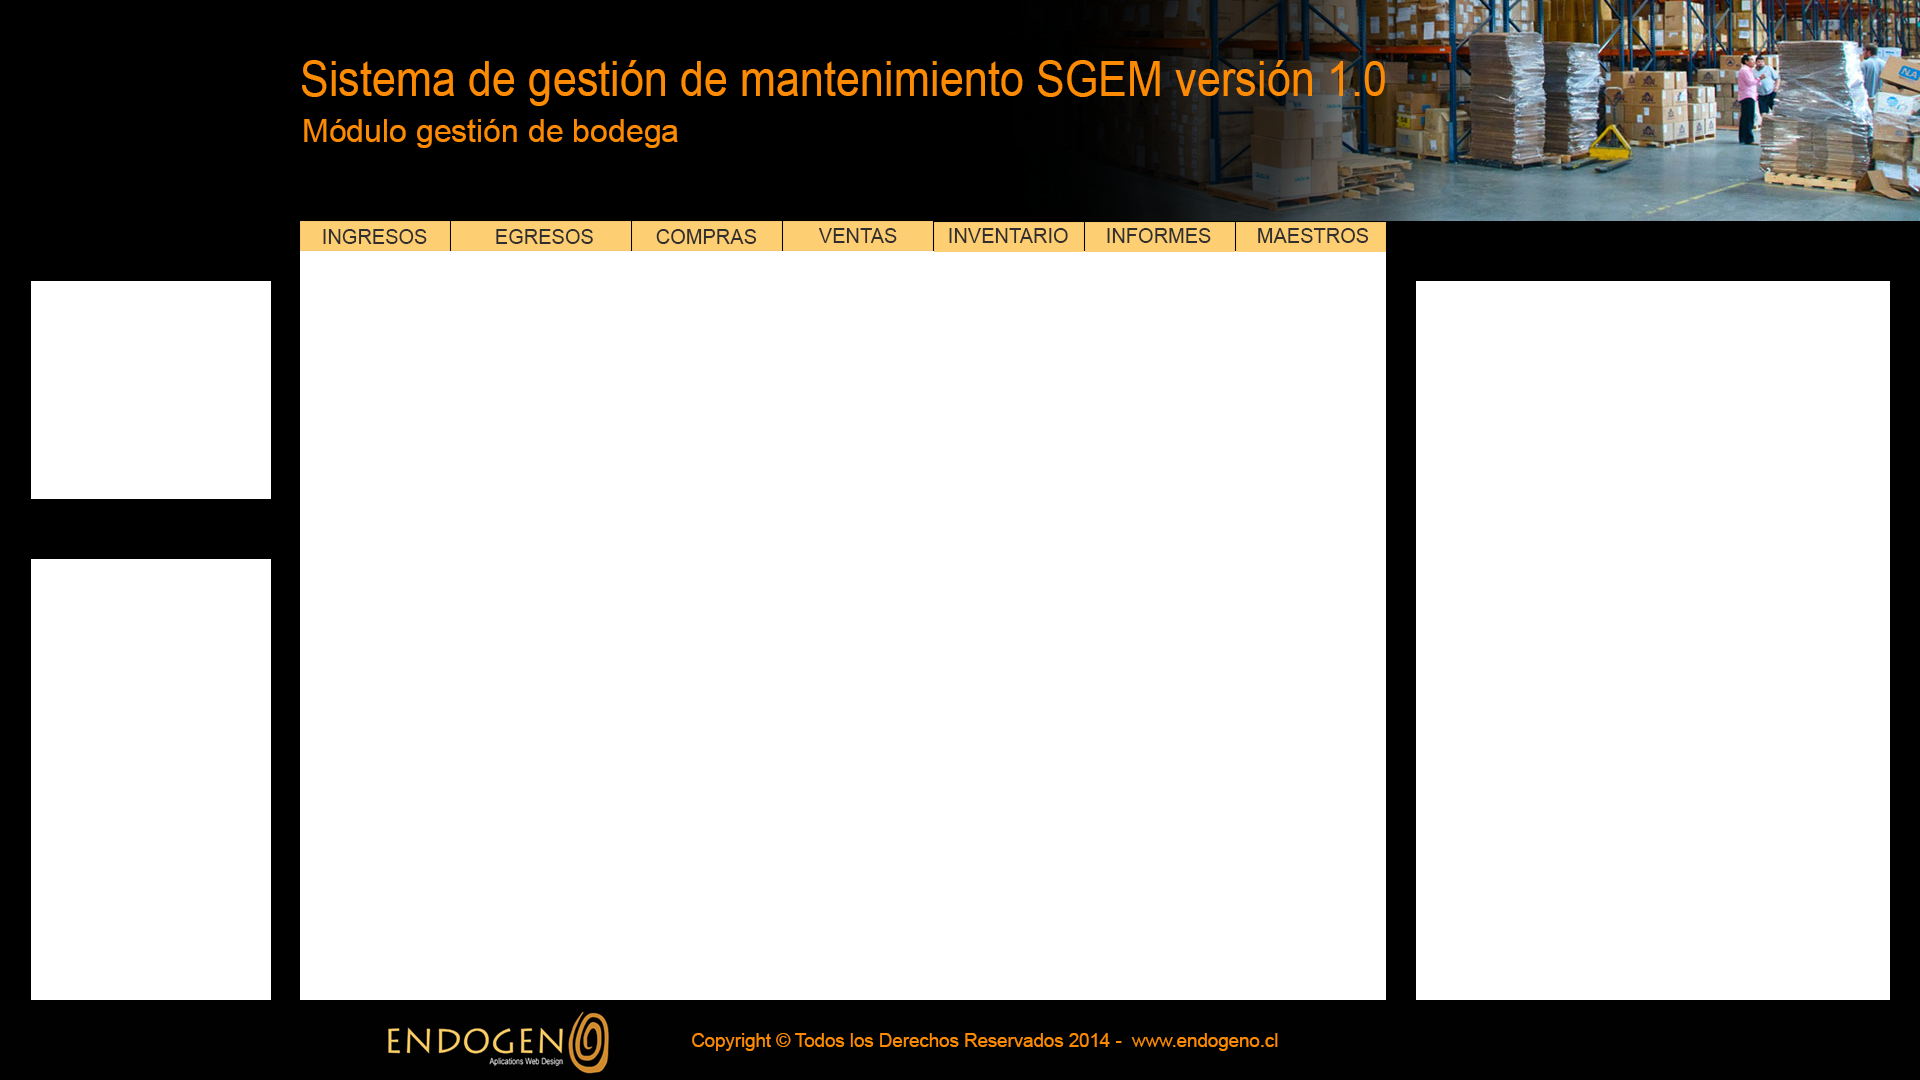 Sistema de gestión de mantenimiento SGEM versión 1.0
Módulo gestión de bodega
INGRESOS EGRESOS COMPRAS VENTAS INVENTARIO INFORMES MAESTROS
ENDOGENO
Aplications Web Design
Copyright © Todos los Derechos Reservados 2014 - www.endogeno.cl